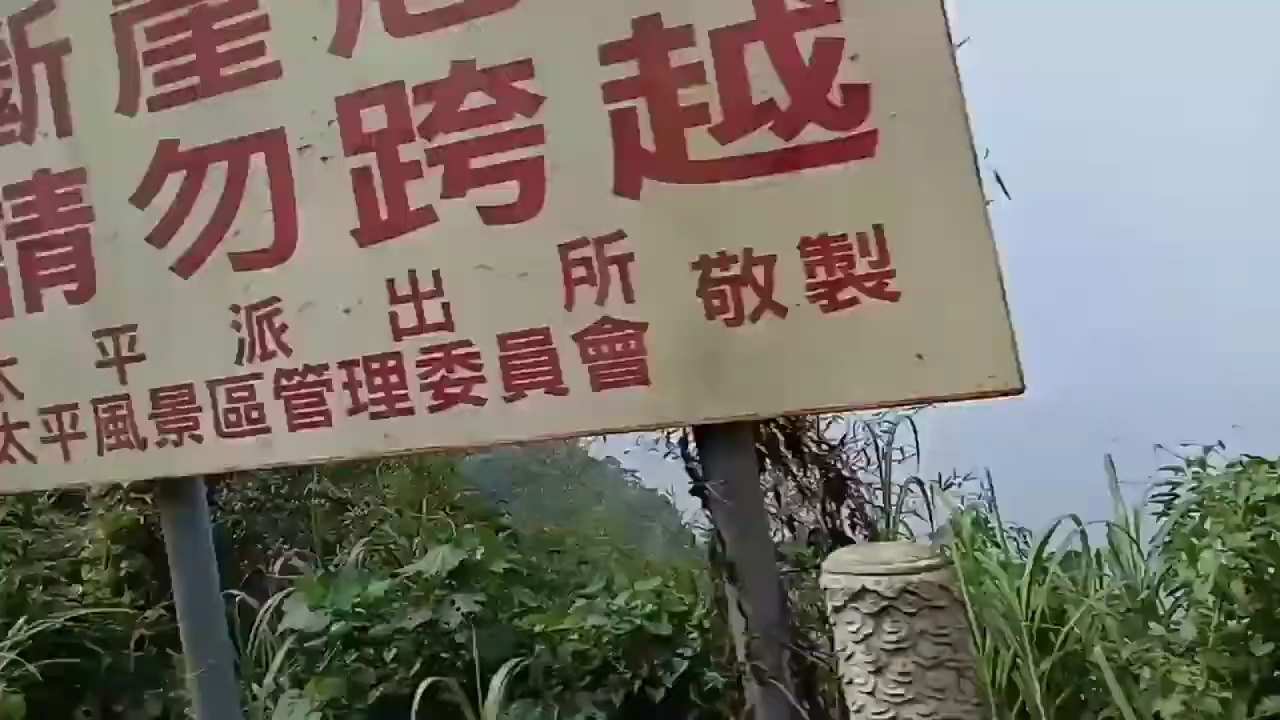 斷崖危
請勿跨越
太平派出所 敬製
太平風景區管理委員會